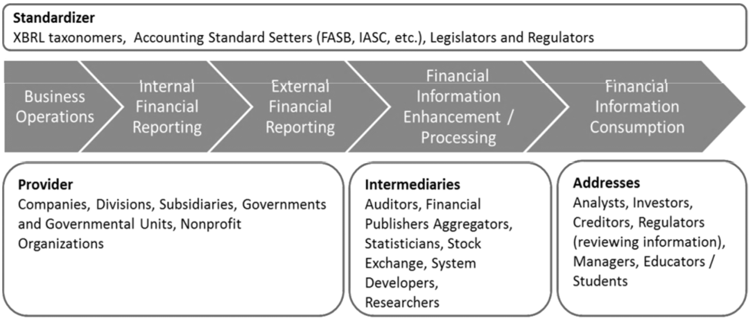 Standardizer
XBRL taxonomers, Accounting Standard Setters (FASB, IASC, etc.), Legislators and Regulators
Business
Operations
Internal
Financial
Reporting
External
Financial
Reporting
Financial
Information
Enhancement /
Processing
Financial
Information
Consumption
Provider
Companies, Divisions, Subsidiaries, Governments
and Governmental Units, Nonprofit
Organizations
Intermediaries
Auditors, Financial
Publishers Aggregators,
Statisticians, Stock
Exchange, System
Developers,
Researchers
Addresses
Analysts, Investors,
Creditors, Regulators
(reviewing information),
Managers, Educators /
Students